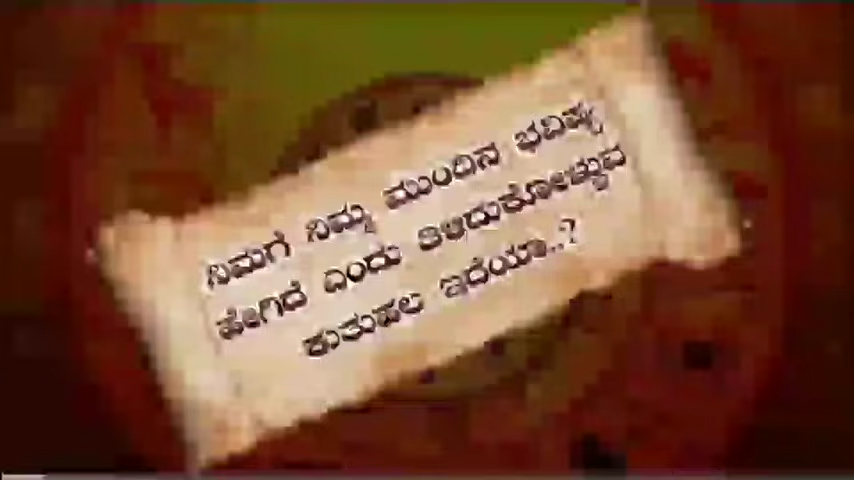 ನಿಮಗೆ ನಿಮ್ಮ ಮುಂದಿನ ಭವಿಷ್ಯ
ಹೇಗಿದೆ ಎಂದು ತಿಳಿದುಕೋಳ್ಳುವ
ಕುತುಹಲ ಇದೆಯಾ..?